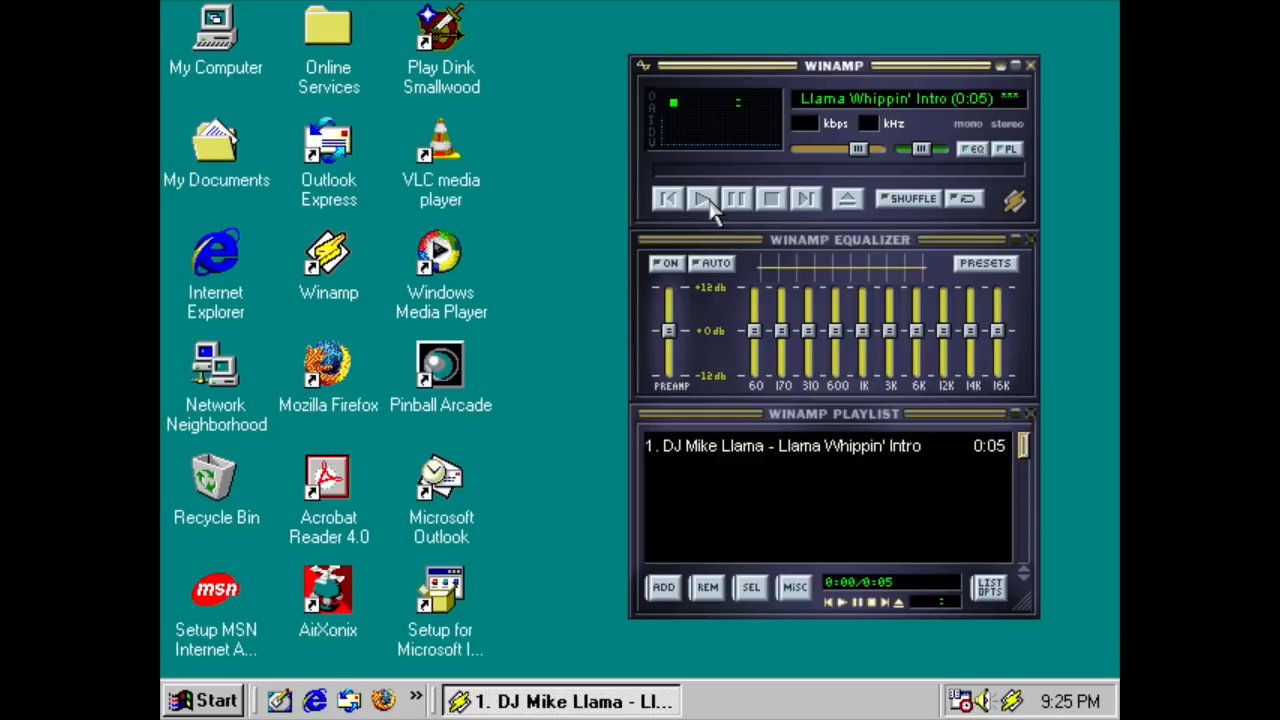 My Computer
Online
Services
Play Dink
Smallwood
My Documents
Outlook
Express
VLC media
player
Internet
Explorer
Winamp
Windows
Media Player
Network
Neighborhood
Mozilla Firefox
Pinball Arcade
Recycle Bin
Acrobat
Reader 4.0
Microsoft
Outlook
msn
Setup MSN
Internet A...
AirXonix
Setup for
Microsoft I...
WINAMP
O
A
I
D
V
Llama Whippin' Intro (0:05) ***
kbps kHz mono stereo
EQ PL
SHUFFLE
WINAMP EQUALIZER
ON AUTO PRESETS
+12 db
+0 db
-12 db
PREAMP 60 170 310 600 1K 3K 6K 12K 14K 16K
WINAMP PLAYLIST
1. DJ Mike Llama - Llama Whippin' Intro 0:05
ADD REM SEL MISC 0:00/0:05 LIST
OPTS
Start 1. DJ Mike Llama - Ll... 9:25 PM